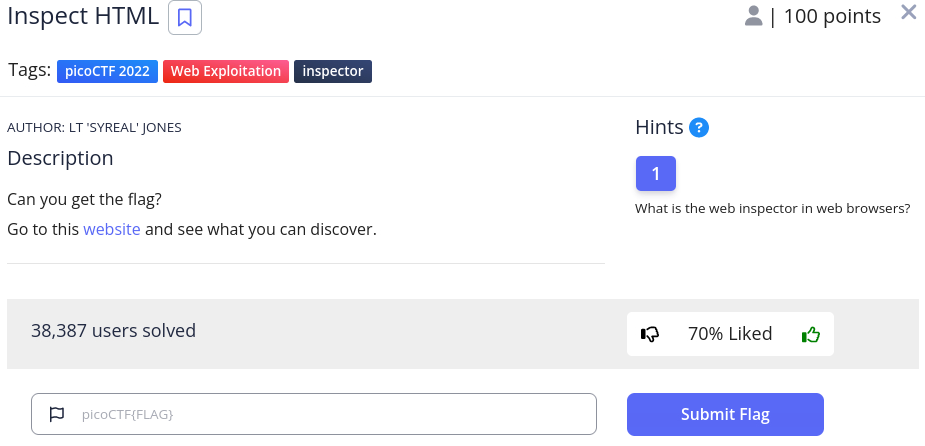 Inspect HTML
| 100 points
Tags: picoCTF 2022 Web Exploitation inspector
AUTHOR: LT 'SYREAL' JONES
Description
Can you get the flag?
Go to this website and see what you can discover.
Hints ?
1
What is the web inspector in web browsers?
38,387 users solved
70% Liked
picoCTF{FLAG}
Submit Flag